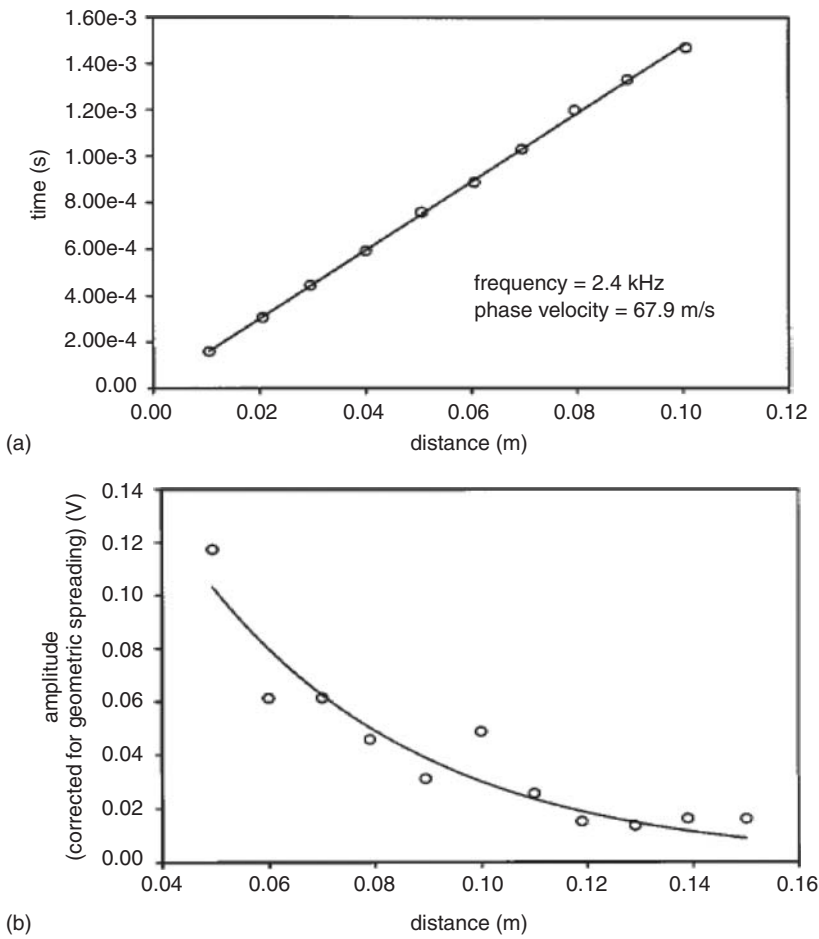 1.60e-3
1.40e-3
1.20e-3
1.00e-3
8.00e-4
6.00e-4
4.00e-4
2.00e-4
0.00
time (s)
frequency = 2.4 kHz
phase velocity = 67.9 m/s
0.00 0.02 0.04 0.06 0.08 0.10 0.12
(a)
distance (m)
0.14
0.12
0.10
0.08
0.06
0.04
0.02
0.00
amplitude
(corrected for geometric spreading) (V)
0.04 0.06 0.08 0.10 0.12 0.14 0.16
(b)
distance (m)